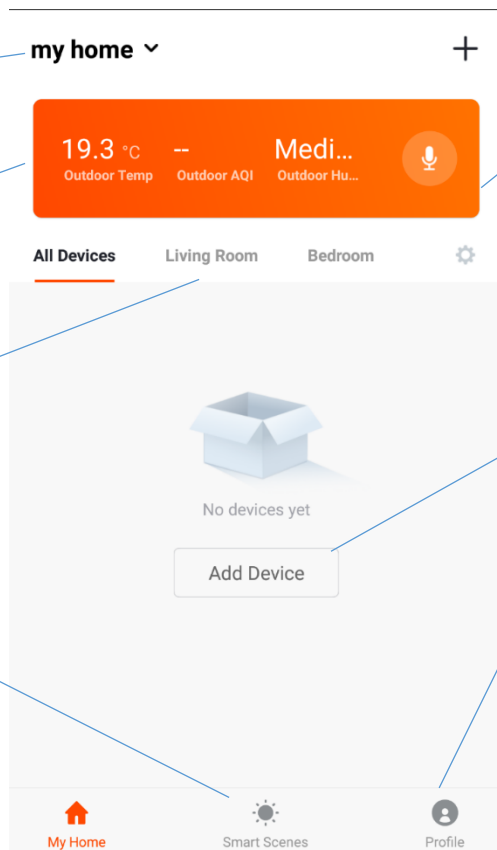 my home
19.3 °C -- Medi...
Outdoor Temp Outdoor AQI Outdoor Hu...
All Devices Living Room Bedroom
No devices yet
Add Device
My Home Smart Scenes Profile